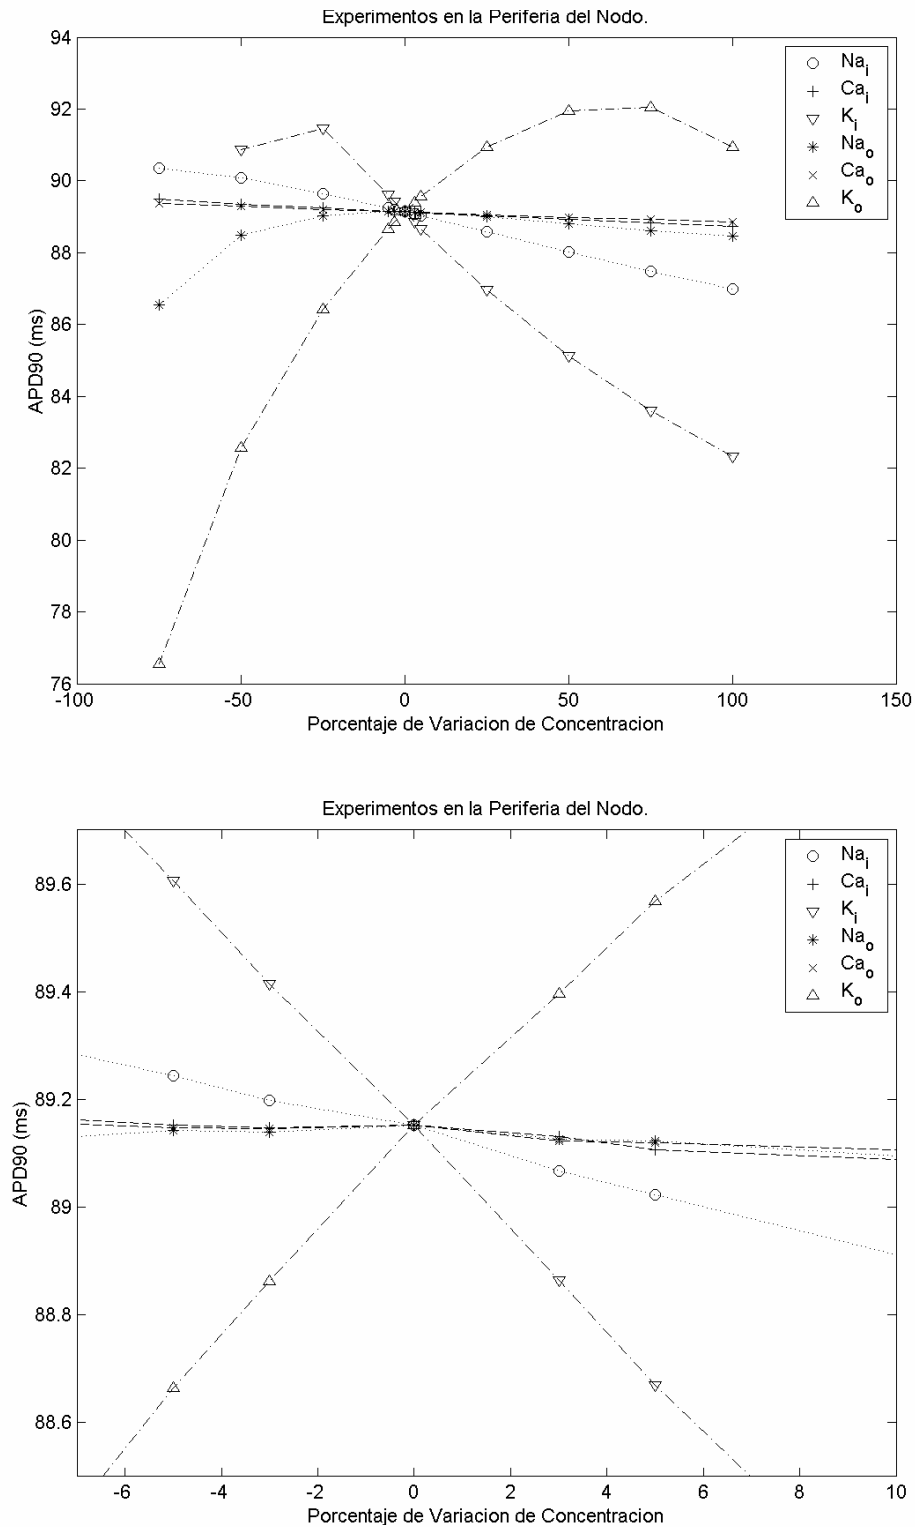 Experimentos en la Periferia del Nodo.
94
92
90
88
86
84
82
80
78
76
APD90 (ms)
Na_i
Ca_i
K_i
Na_o
Ca_o
K_o
-100 -50 0 50 100 150
Porcentaje de Variacion de Concentracion
Experimentos en la Periferia del Nodo.
89.6
89.4
89.2
89
88.8
88.6
APD90 (ms)
Na_i
Ca_i
K_i
Na_o
Ca_o
K_o
-6 -4 -2 0 2 4 6 8 10
Porcentaje de Variacion de Concentracion